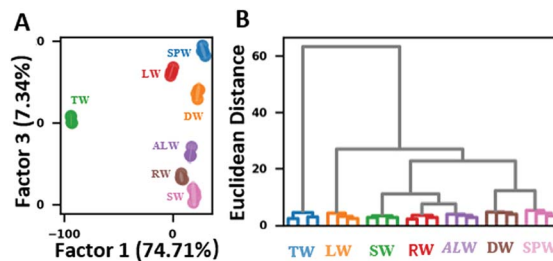 A
B
0
SPW
LW
DW
TW
0
ALW
RW
SW
0
−100
0
Factor 3 (7.34%)
Factor 1 (74.71%)
Euclidean Distance
60
40
20
0
TW LW SW RW ALW DW SPW